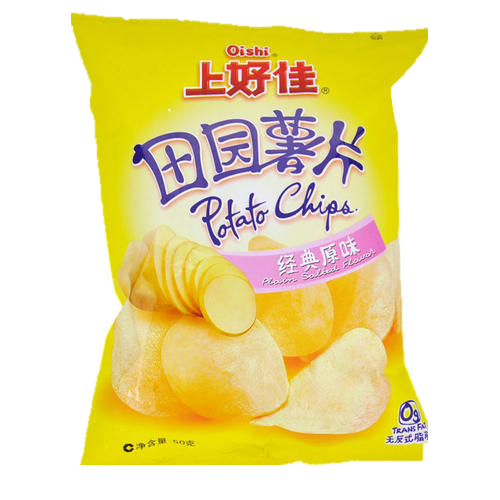 Oishi
上好佳®
田园薯片
Potato Chips.
经典原味
Plain Salted Flavor
0g
TRANS FAT
无反式脂肪
净含量: 50克